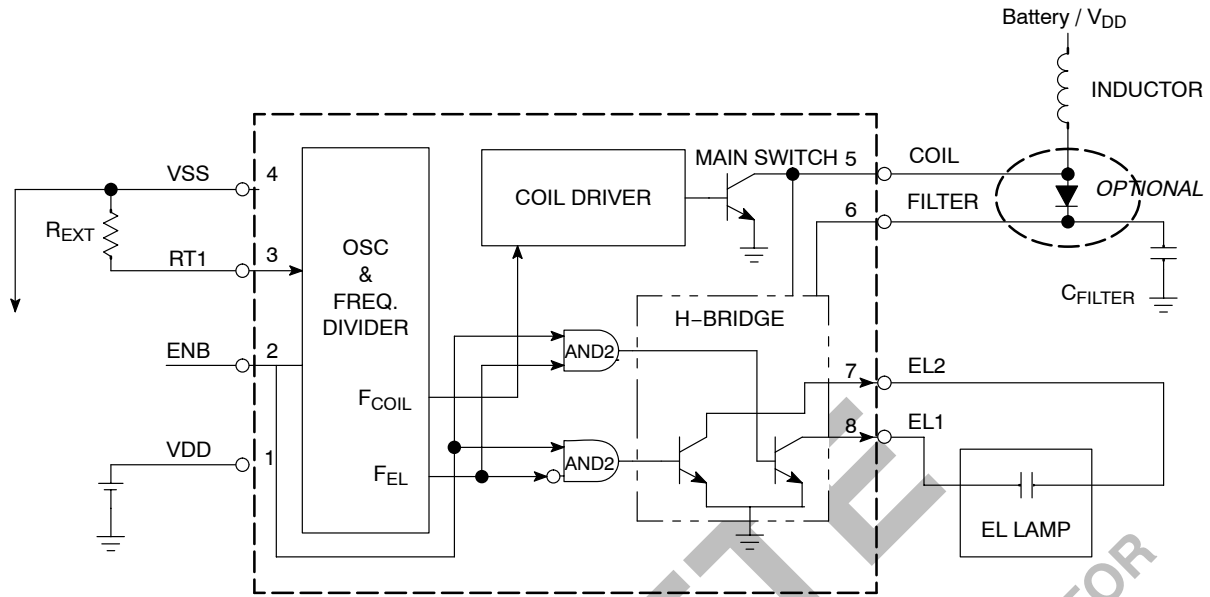 Battery / VDD
INDUCTOR
MAIN SWITCH
5
COIL
OPTIONAL
VSS
4
COIL DRIVER
6
FILTER
REXT
OSC
&
FREQ.
DIVIDER
RT1
3
CFILTER
H−BRIDGE
ENB
2
AND2
7
EL2
FCOIL
8
EL1
VDD
1
FEL
AND2
EL LAMP